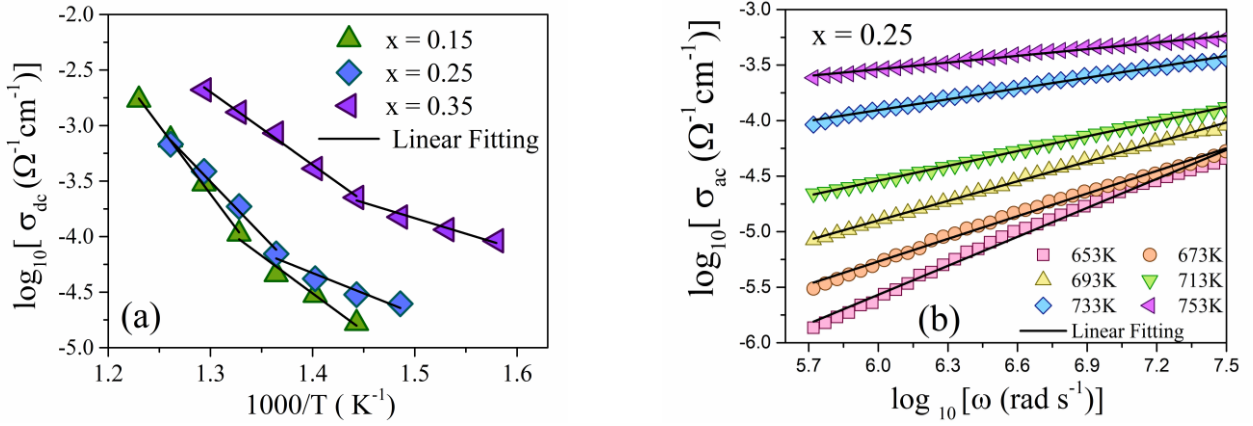 -2.0
-2.5
-3.0
-3.5
-4.0
-4.5
-5.0
log₁₀[ σ_dc (Ω⁻¹cm⁻¹)]
x = 0.15
x = 0.25
x = 0.35
Linear Fitting
(a)
1.2 1.3 1.4 1.5 1.6
1000/T ( K⁻¹)
-3.0
-3.5
-4.0
-4.5
-5.0
-5.5
-6.0
log₁₀[ σ_ac (Ω⁻¹ cm⁻¹)]
x = 0.25
653K 673K
693K 713K
733K 753K
Linear Fitting
(b)
5.7 6.0 6.3 6.6 6.9 7.2 7.5
log ₁₀ [ω (rad s⁻¹)]